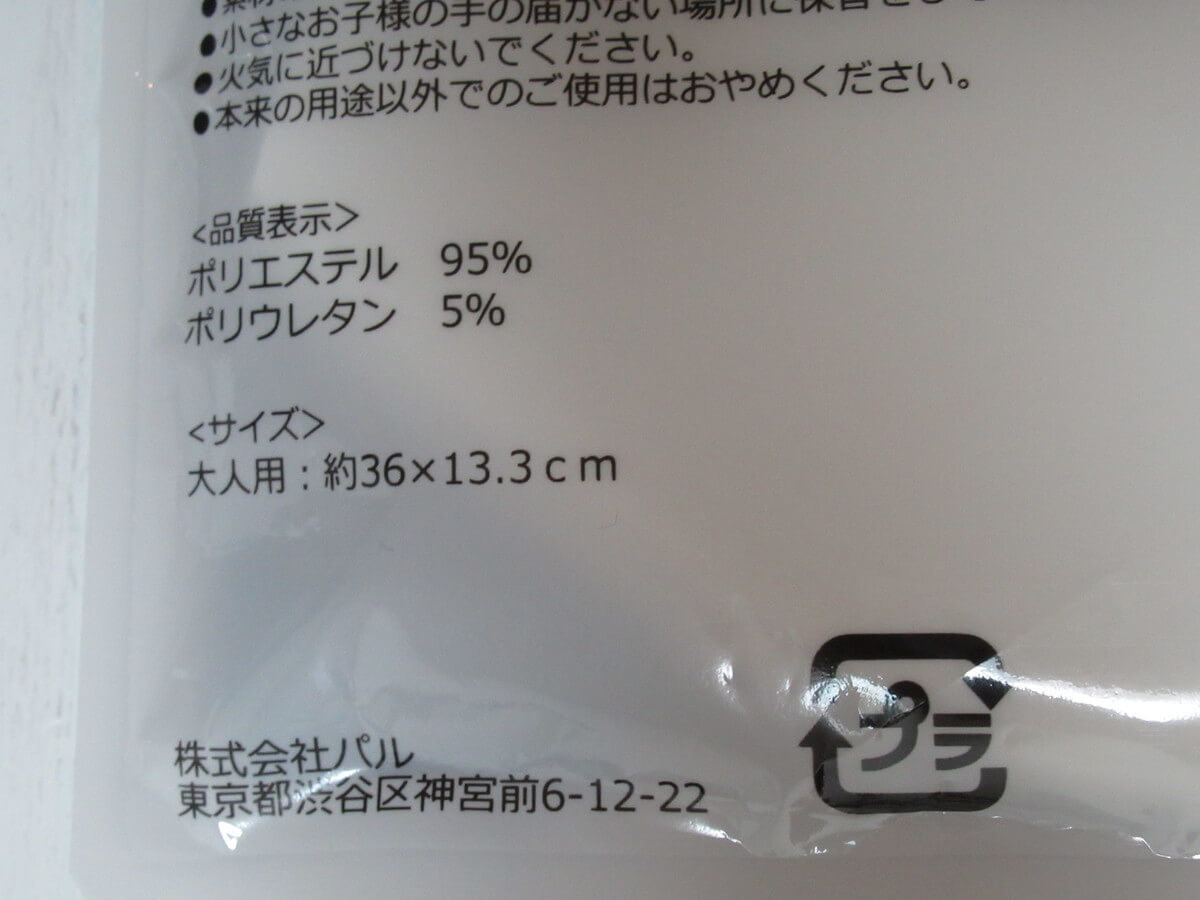 ●小さなお子様の手の届かない場所に保管
●火気に近づけないでください。
●本来の用途以外でのご使用はおやめください。
<品質表示>
ポリエステル　95%
ポリウレタン　5%
<サイズ>
大人用：約36×13.3ｃｍ
プラ
株式会社パル
東京都渋谷区神宮前6-12-22